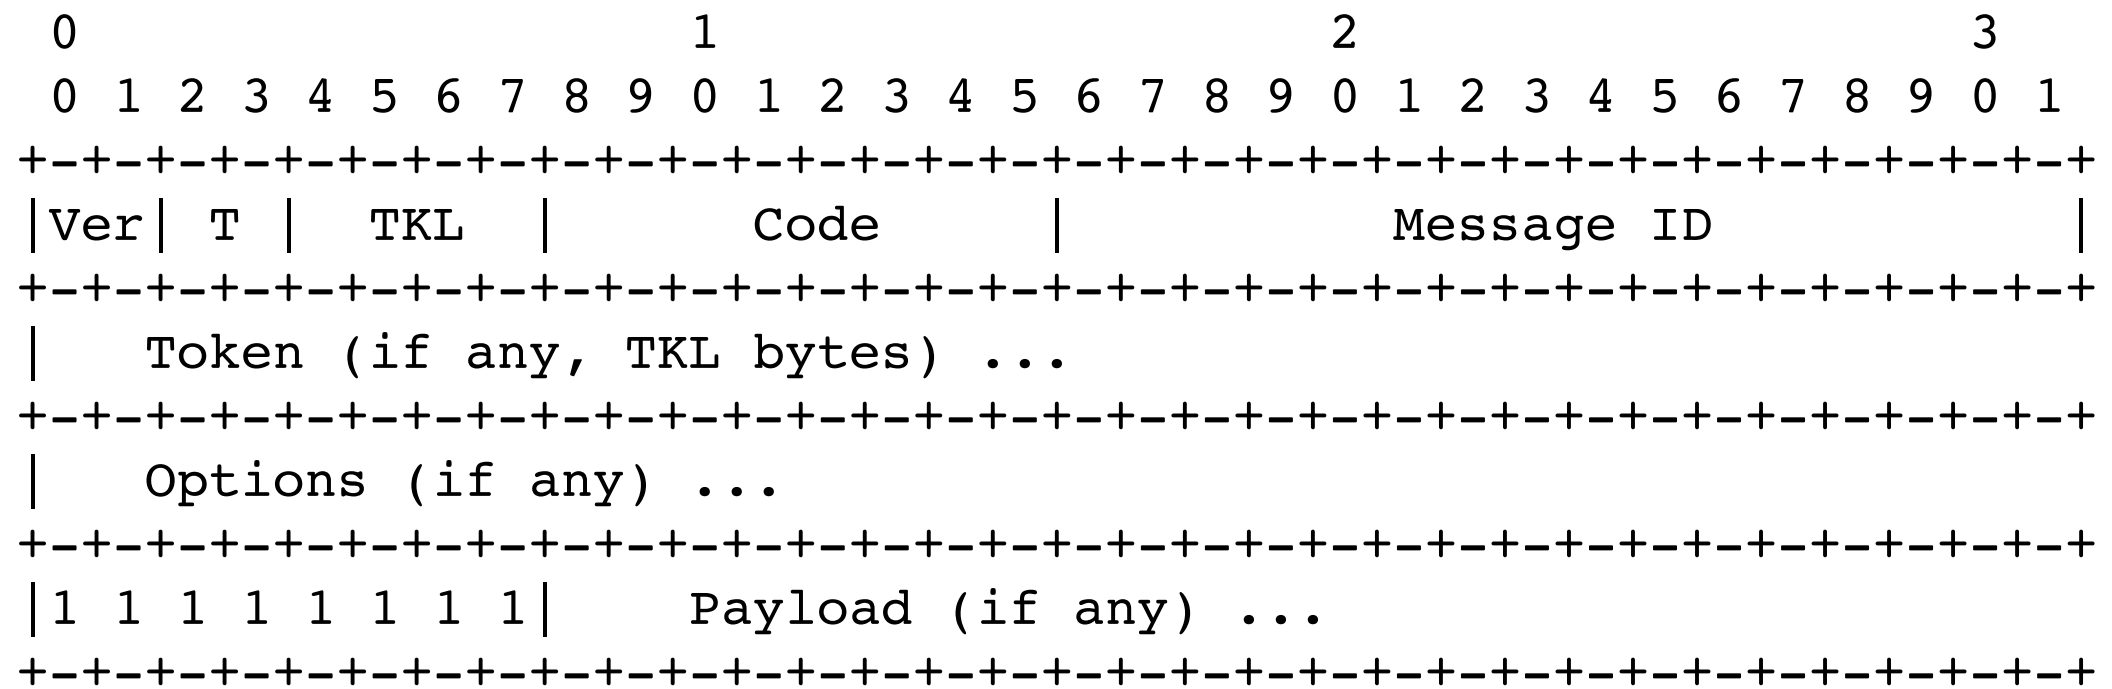 0                   1                   2                   3
 0 1 2 3 4 5 6 7 8 9 0 1 2 3 4 5 6 7 8 9 0 1 2 3 4 5 6 7 8 9 0 1
+-+-+-+-+-+-+-+-+-+-+-+-+-+-+-+-+-+-+-+-+-+-+-+-+-+-+-+-+-+-+-+-+
|Ver| T |  TKL  |      Code     |          Message ID           |
+-+-+-+-+-+-+-+-+-+-+-+-+-+-+-+-+-+-+-+-+-+-+-+-+-+-+-+-+-+-+-+-+
|   Token (if any, TKL bytes) ...
+-+-+-+-+-+-+-+-+-+-+-+-+-+-+-+-+-+-+-+-+-+-+-+-+-+-+-+-+-+-+-+-+
|   Options (if any) ...
+-+-+-+-+-+-+-+-+-+-+-+-+-+-+-+-+-+-+-+-+-+-+-+-+-+-+-+-+-+-+-+-+
|1 1 1 1 1 1 1 1|    Payload (if any) ...
+-+-+-+-+-+-+-+-+-+-+-+-+-+-+-+-+-+-+-+-+-+-+-+-+-+-+-+-+-+-+-+-+